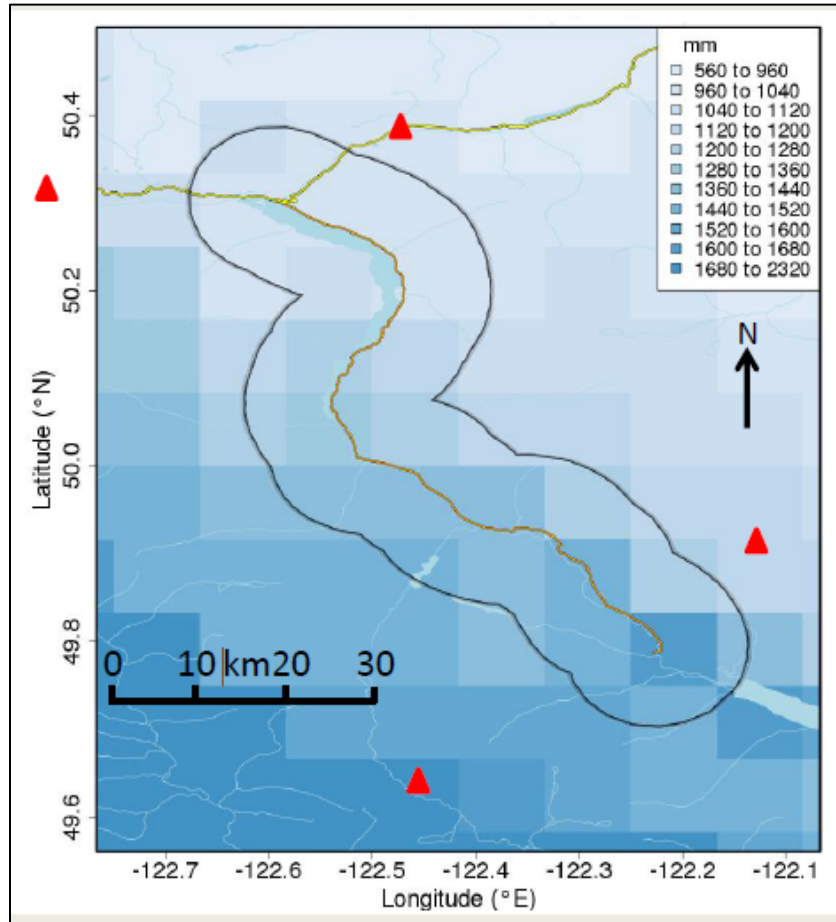 mm
560 to 960
960 to 1040
1040 to 1120
1120 to 1200
1200 to 1280
1280 to 1360
1360 to 1440
1440 to 1520
1520 to 1600
1600 to 1680
1680 to 2320
N
50.4
50.2
50.0
49.8
49.6
Latitude (°N)
0 10 km 20 30
-122.7 -122.6 -122.5 -122.4 -122.3 -122.2 -122.1
Longitude (°E)